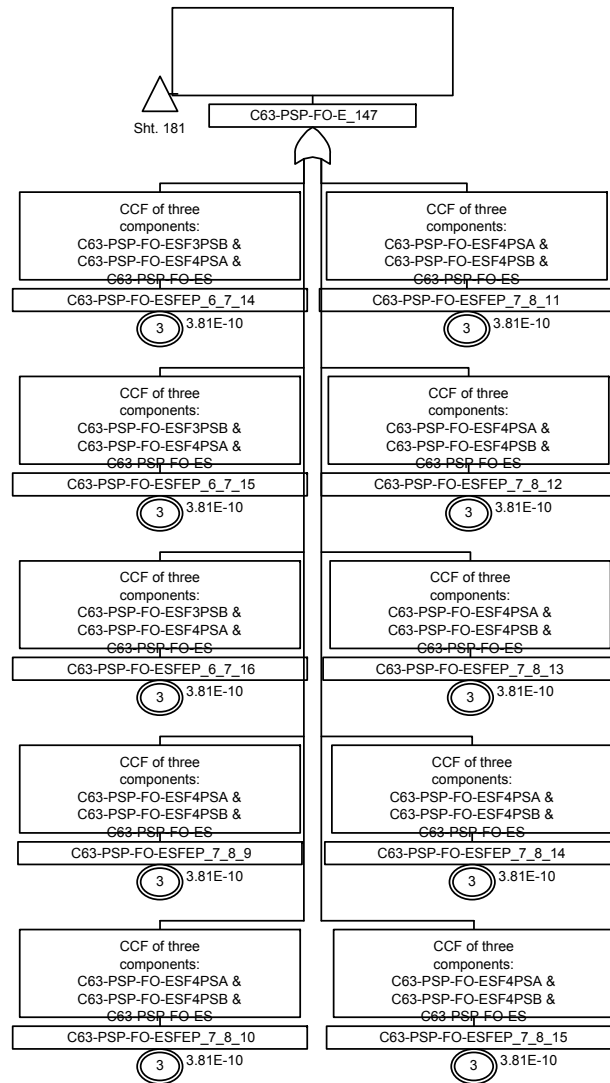 C63-PSP-FO-E_147
Sht. 181
CCF of three
components:
C63-PSP-FO-ESF3PSB &
C63-PSP-FO-ESF4PSA &
C63-PSP-FO-ES
C63-PSP-FO-ESFEP_6_7_14
3
3.81E-10
CCF of three
components:
C63-PSP-FO-ESF4PSA &
C63-PSP-FO-ESF4PSB &
C63-PSP-FO-ES
C63-PSP-FO-ESFEP_7_8_11
3
3.81E-10
CCF of three
components:
C63-PSP-FO-ESF3PSB &
C63-PSP-FO-ESF4PSA &
C63-PSP-FO-ES
C63-PSP-FO-ESFEP_6_7_15
3
3.81E-10
CCF of three
components:
C63-PSP-FO-ESF4PSA &
C63-PSP-FO-ESF4PSB &
C63-PSP-FO-ES
C63-PSP-FO-ESFEP_7_8_12
3
3.81E-10
CCF of three
components:
C63-PSP-FO-ESF3PSB &
C63-PSP-FO-ESF4PSA &
C63-PSP-FO-ES
C63-PSP-FO-ESFEP_6_7_16
3
3.81E-10
CCF of three
components:
C63-PSP-FO-ESF4PSA &
C63-PSP-FO-ESF4PSB &
C63-PSP-FO-ES
C63-PSP-FO-ESFEP_7_8_13
3
3.81E-10
CCF of three
components:
C63-PSP-FO-ESF4PSA &
C63-PSP-FO-ESF4PSB &
C63-PSP-FO-ES
C63-PSP-FO-ESFEP_7_8_9
3
3.81E-10
CCF of three
components:
C63-PSP-FO-ESF4PSA &
C63-PSP-FO-ESF4PSB &
C63-PSP-FO-ES
C63-PSP-FO-ESFEP_7_8_14
3
3.81E-10
CCF of three
components:
C63-PSP-FO-ESF4PSA &
C63-PSP-FO-ESF4PSB &
C63-PSP-FO-ES
C63-PSP-FO-ESFEP_7_8_10
3
3.81E-10
CCF of three
components:
C63-PSP-FO-ESF4PSA &
C63-PSP-FO-ESF4PSB &
C63-PSP-FO-ES
C63-PSP-FO-ESFEP_7_8_15
3
3.81E-10